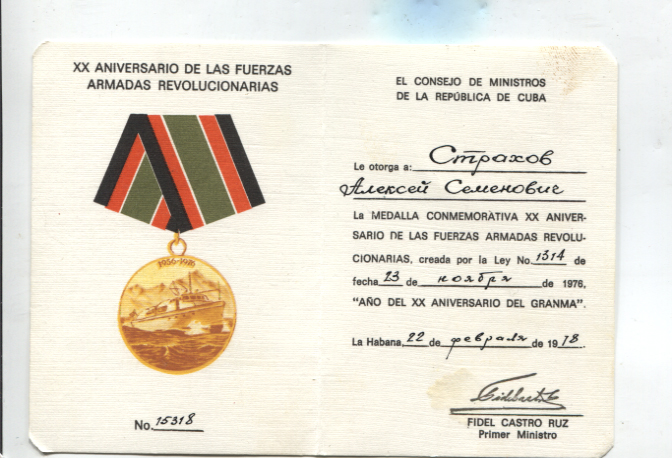 XX ANIVERSARIO DE LAS FUERZAS
ARMADAS REVOLUCIONARIAS
1956-1976
No. 15318
EL CONSEJO DE MINISTROS
DE LA REPÚBLICA DE CUBA
Le otorga a: Страхов
Алексей Семенович
La MEDALLA CONMEMORATIVA XX ANIVER-
SARIO DE LAS FUERZAS ARMADAS REVOLU-
CIONARIAS, creada por la Ley No. 1314 de
fecha 23 de ноября de 1976,
"AÑO DEL XX ANIVERSARIO DEL GRANMA".
La Habana, 22 de февраля de 1978.
FIDEL CASTRO RUZ
Primer Ministro